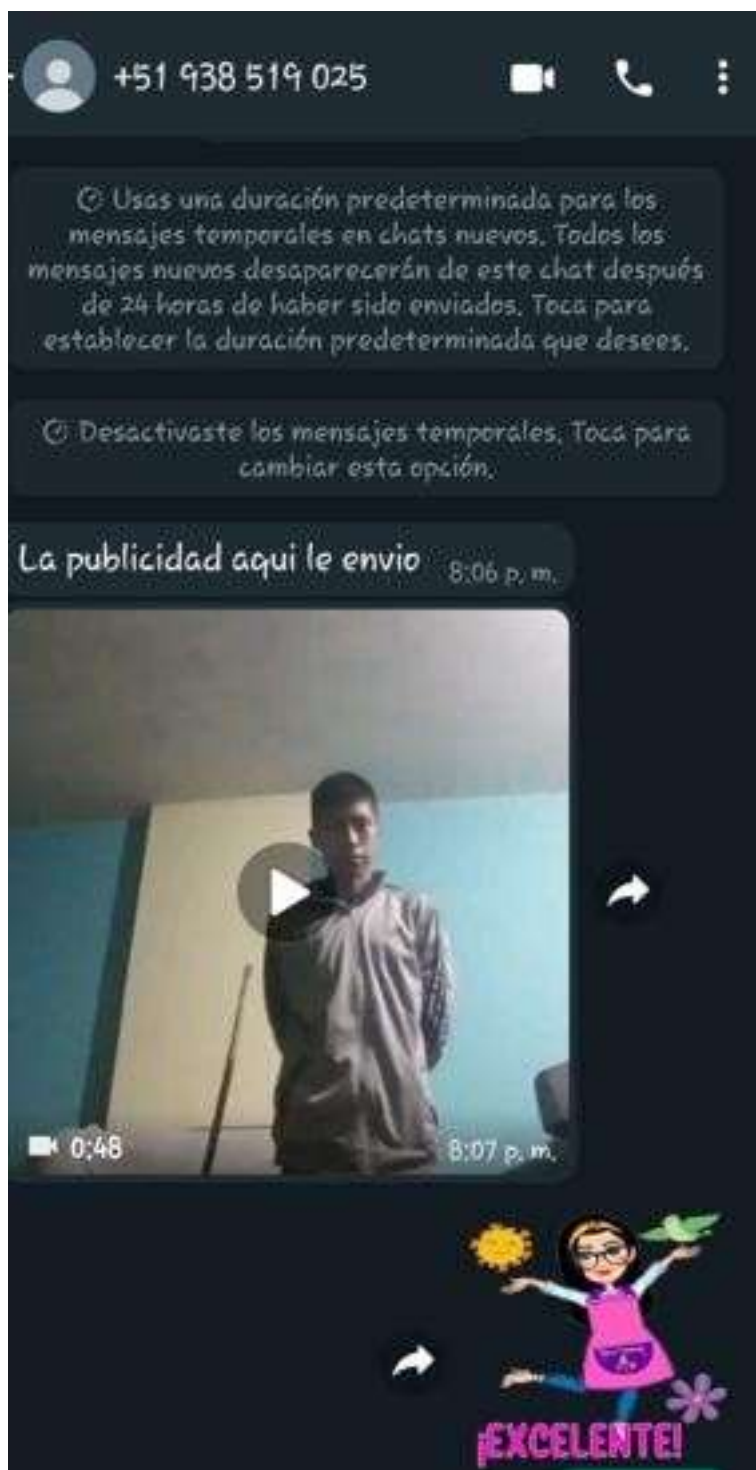 +51 938 519 025
Usas una duración predeterminada para los
mensajes temporales en chats nuevos. Todos los
mensajes nuevos desaparecerán de este chat después
de 24 horas de haber sido enviados. Toca para
establecer la duración predeterminada que desees.
Desactivaste los mensajes temporales. Toca para
cambiar esta opción.
La publicidad aqui le envio 8:06 p. m.
0:48 8:07 p. m.
¡EXCELENTE!